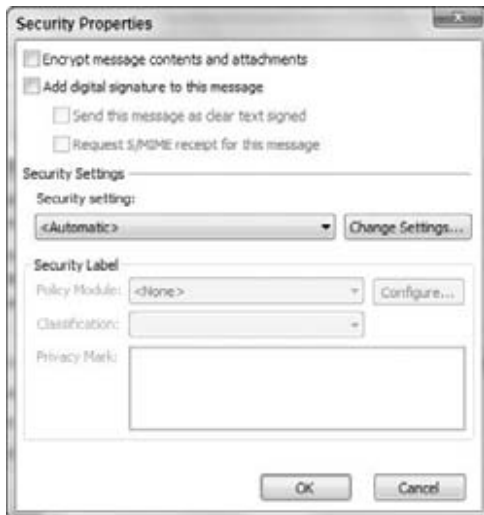 Security Properties
Encrypt message contents and attachments
Add digital signature to this message
Send this message as clear text signed
Request S/MIME receipt for this message
Security Settings
Security setting:
<Automatic> Change Settings...
Security Label
Policy Module: <None> Configure...
Classification:
Privacy Mark:
OK Cancel